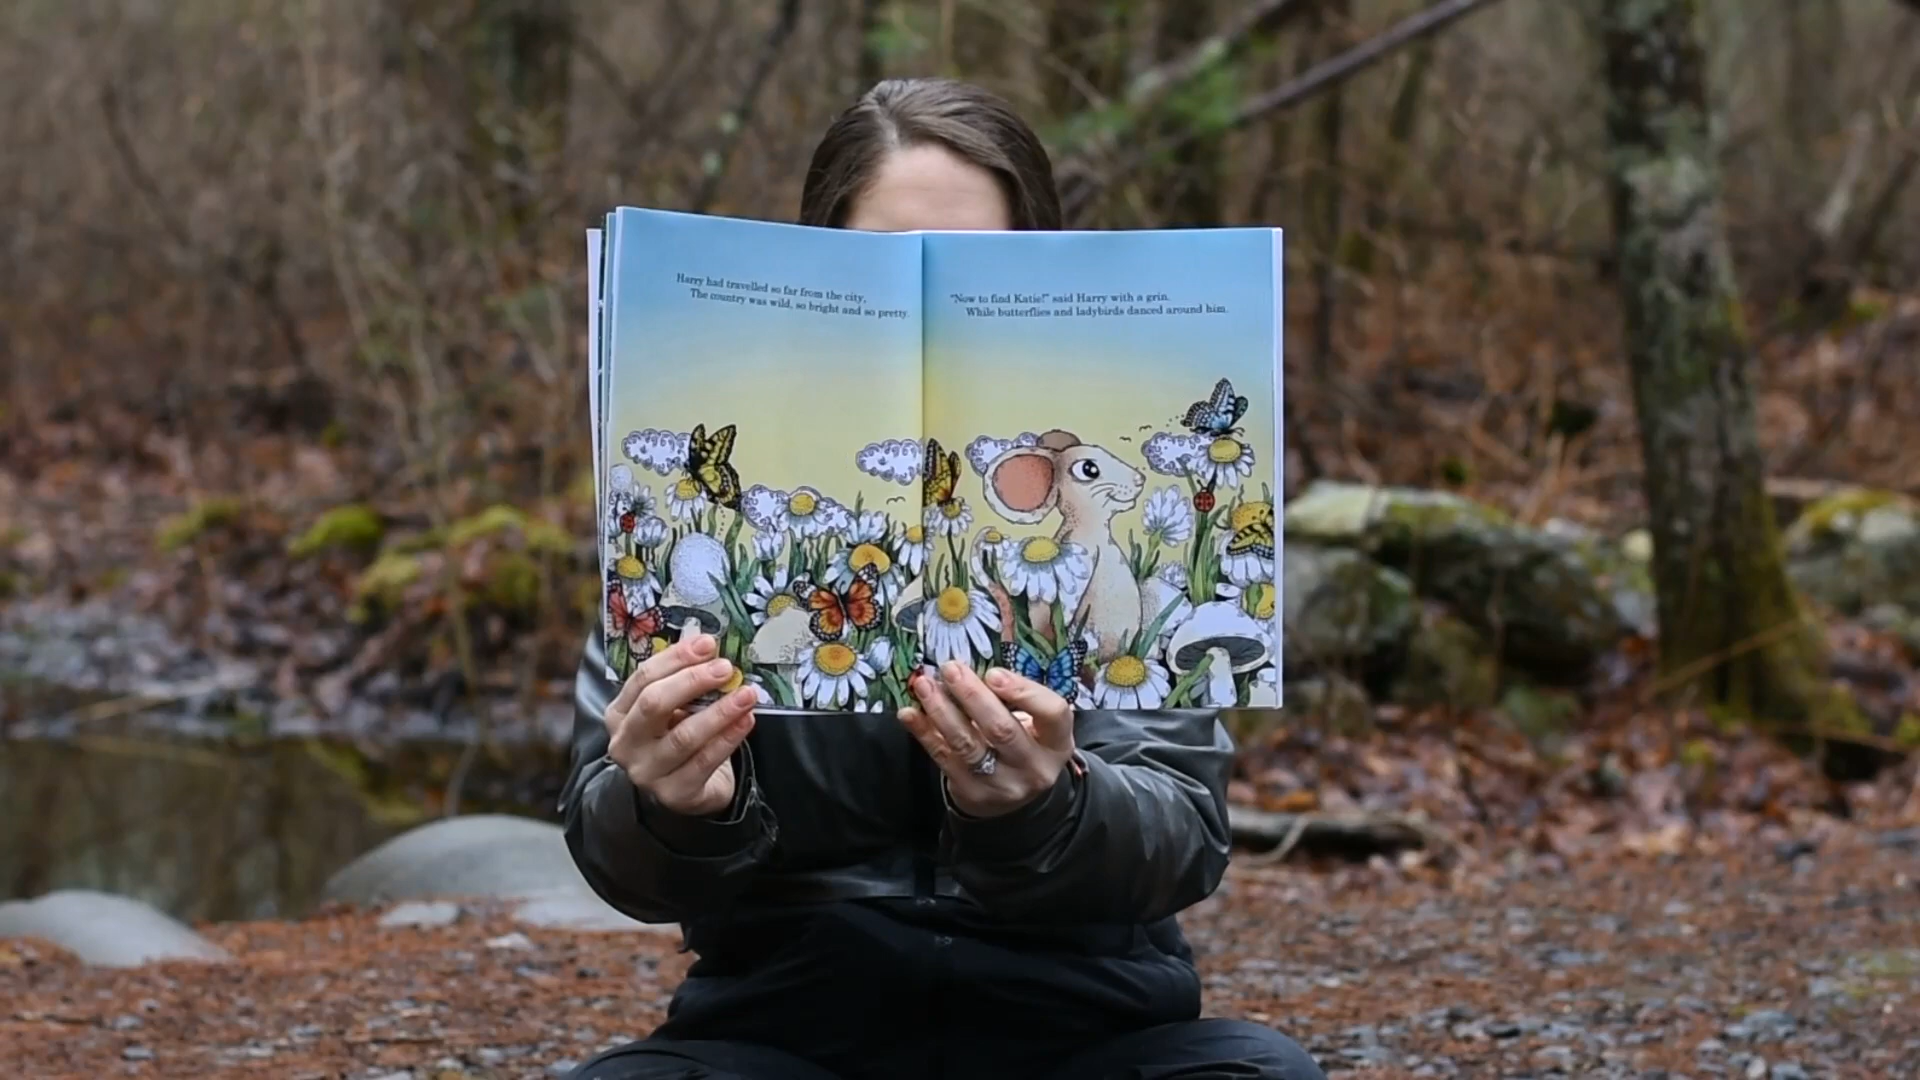 Harry had travelled so far from the city,
The country was wild, so bright and so pretty.
"Now to find Katie!" said Harry with a grin.
While butterflies and ladybirds danced around him.